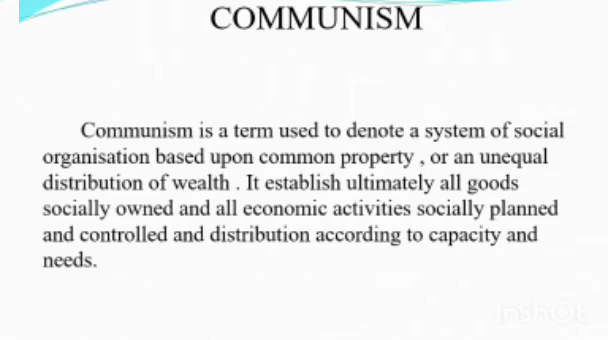 COMMUNISM
Communism is a term used to denote a system of social
organisation based upon common property , or an unequal
distribution of wealth . It establish ultimately all goods
socially owned and all economic activities socially planned
and controlled and distribution according to capacity and
needs.